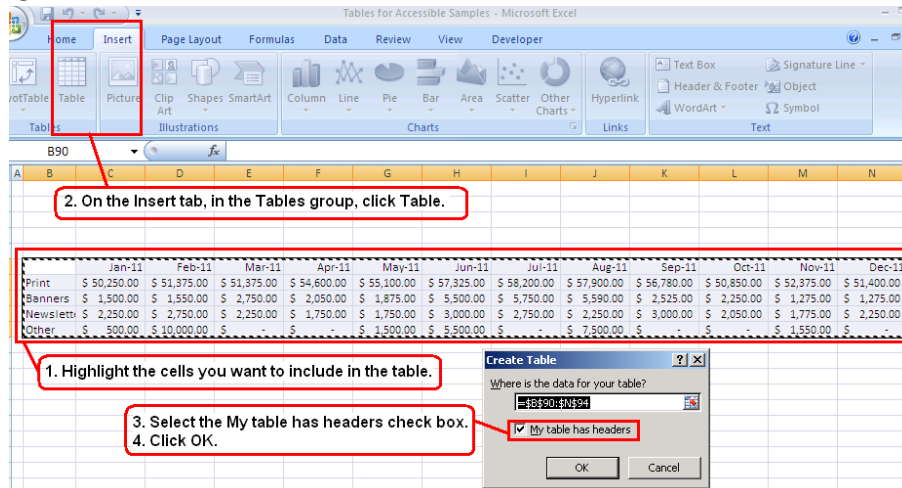 Tables for Accessible Samples - Microsoft Excel
Home Insert Page Layout Formulas Data Review View Developer
Text Box Signature Line
Header & Footer Object
votTable Table Picture Clip Art Shapes SmartArt Column Line Pie Bar Area Scatter Other Charts Hyperlink WordArt Ω Symbol
Tables Illustrations Charts Links Text
B90 fx
A B C D E F G H I J K L M N
2. On the Insert tab, in the Tables group, click Table.
Jan-11 Feb-11 Mar-11 Apr-11 May-11 Jun-11 Jul-11 Aug-11 Sep-11 Oct-11 Nov-11 Dec-11
Print $ 50,250.00 $ 51,375.00 $ 51,375.00 $ 54,600.00 $ 55,100.00 $ 57,325.00 $ 58,200.00 $ 57,900.00 $ 56,780.00 $ 50,850.00 $ 52,375.00 $ 51,400.00
Banners $ 1,500.00 $ 1,550.00 $ 2,750.00 $ 2,050.00 $ 1,875.00 $ 5,500.00 $ 5,750.00 $ 5,590.00 $ 2,525.00 $ 2,250.00 $ 1,275.00 $ 1,275.00
Newslett $ 2,250.00 $ 2,750.00 $ 2,250.00 $ 1,750.00 $ 1,750.00 $ 3,000.00 $ 2,750.00 $ 2,250.00 $ 3,000.00 $ 2,050.00 $ 1,775.00 $ 2,250.00
Other $ 500.00 $ 10,000.00 $ - $ - $ 1,500.00 $ 5,500.00 $ - $ 7,500.00 $ - $ - $ 1,550.00 $ -
1. Highlight the cells you want to include in the table.
Create Table
Where is the data for your table?
=$B$90:$N$94
My table has headers
OK Cancel
3. Select the My table has headers check box.
4. Click OK.